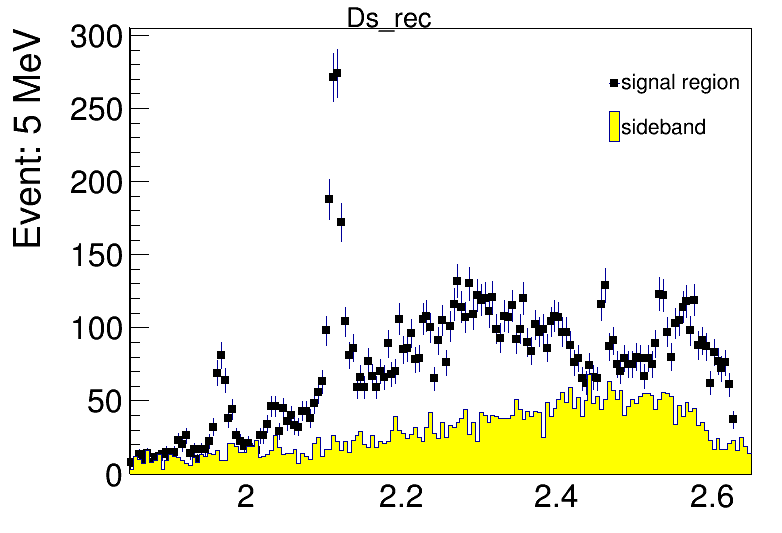 Ds_rec
Event: 5 MeV
300
250
200
150
100
50
0
signal region
sideband
2
2.2
2.4
2.6